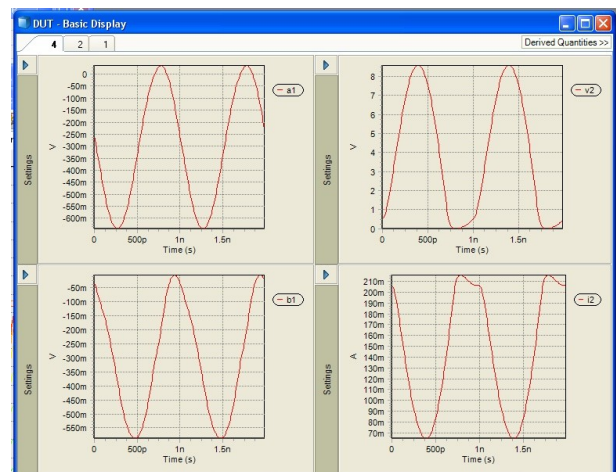 DUT - Basic Display
4 2 1
Derived Quantities >>
Settings
V
0
-50m
-100m
-150m
-200m
-250m
-300m
-350m
-400m
-450m
-500m
-550m
-600m
0 500p 1n 1.5n
Time (s)
a1
Settings
V
8
7
6
5
4
3
2
1
0
0 500p 1n 1.5n
Time (s)
v2
Settings
V
-50m
-100m
-150m
-200m
-250m
-300m
-350m
-400m
-450m
-500m
-550m
0 500p 1n 1.5n
Time (s)
b1
Settings
A
210m
200m
190m
180m
170m
160m
150m
140m
130m
120m
110m
100m
90m
80m
70m
0 500p 1n 1.5n
Time (s)
i2